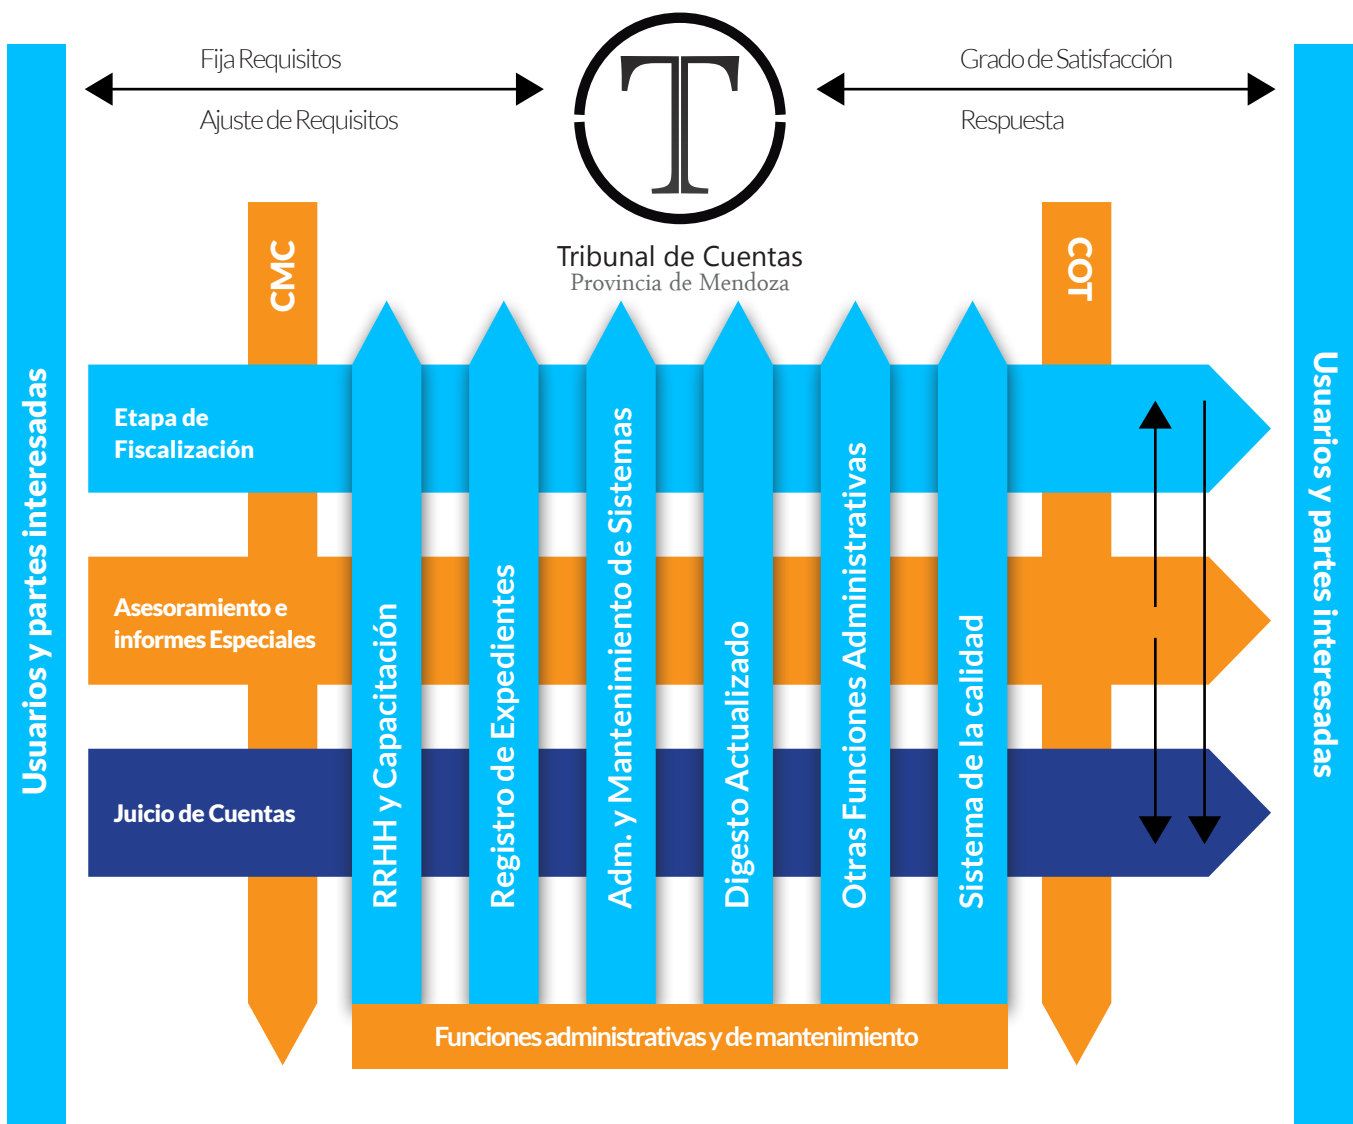 Fija Requisitos
Ajuste de Requisitos
T
Tribunal de Cuentas
Provincia de Mendoza
Grado de Satisfacción
Respuesta
Usuarios y partes interesadas
CMC
COT
Etapa de
Fiscalización
Asesoramiento e
informes Especiales
Juicio de Cuentas
RRHH y Capacitación
Registro de Expedientes
Adm. y Mantenimiento de Sistemas
Digesto Actualizado
Otras Funciones Administrativas
Sistema de la calidad
Funciones administrativas y de mantenimiento
Usuarios y partes interesadas